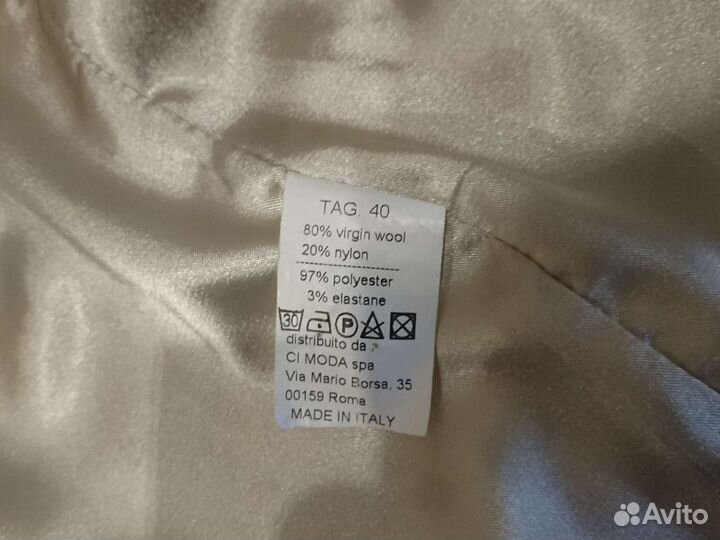 TAG. 40
80% virgin wool
20% nylon
97% polyester
3% elastane
30 P
distribuito da :
CI MODA spa
Via Mario Borsa, 35
00159 Roma
MADE IN ITALY
Avito